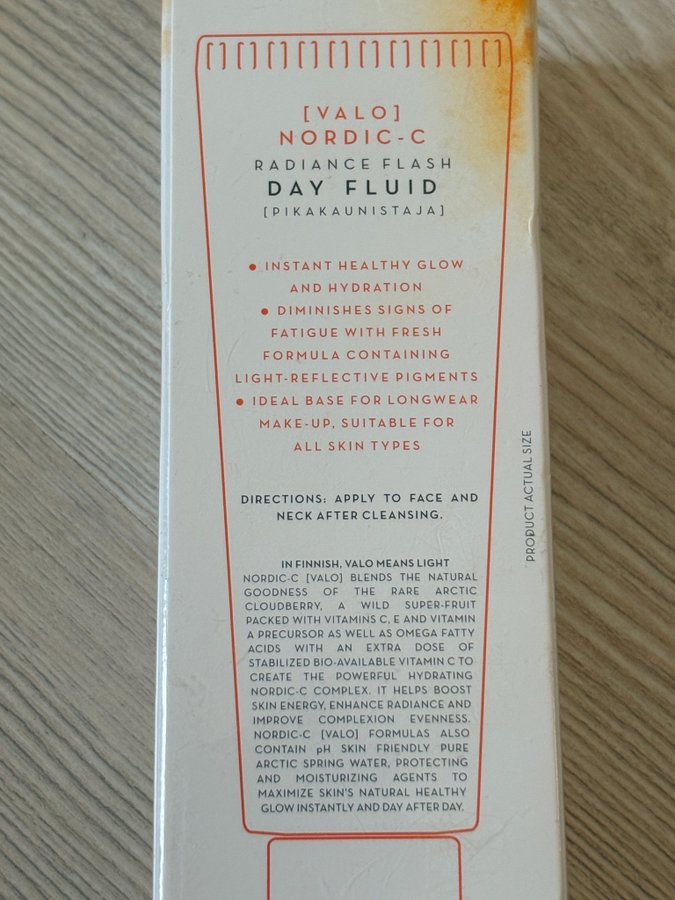 [VALO]
NORDIC-C
RADIANCE FLASH
DAY FLUID
[PIKAKAUNISTAJA]
● INSTANT HEALTHY GLOW
AND HYDRATION
● DIMINISHES SIGNS OF
FATIGUE WITH FRESH
FORMULA CONTAINING
LIGHT-REFLECTIVE PIGMENTS
● IDEAL BASE FOR LONGWEAR
MAKE-UP, SUITABLE FOR
ALL SKIN TYPES
DIRECTIONS: APPLY TO FACE AND
NECK AFTER CLEANSING.
IN FINNISH, VALO MEANS LIGHT
NORDIC-C [VALO] BLENDS THE NATURAL
GOODNESS OF THE RARE ARCTIC
CLOUDBERRY, A WILD SUPER-FRUIT
PACKED WITH VITAMINS C, E AND VITAMIN
A PRECURSOR AS WELL AS OMEGA FATTY
ACIDS WITH AN EXTRA DOSE OF
STABILIZED BIO-AVAILABLE VITAMIN C TO
CREATE THE POWERFUL HYDRATING
NORDIC-C COMPLEX. IT HELPS BOOST
SKIN ENERGY, ENHANCE RADIANCE AND
IMPROVE COMPLEXION EVENNESS.
NORDIC-C [VALO] FORMULAS ALSO
CONTAIN pH SKIN FRIENDLY PURE
ARCTIC SPRING WATER, PROTECTING
AND MOISTURIZING AGENTS TO
MAXIMIZE SKIN'S NATURAL HEALTHY
GLOW INSTANTLY AND DAY AFTER DAY.
PRODUCT ACTUAL SIZE